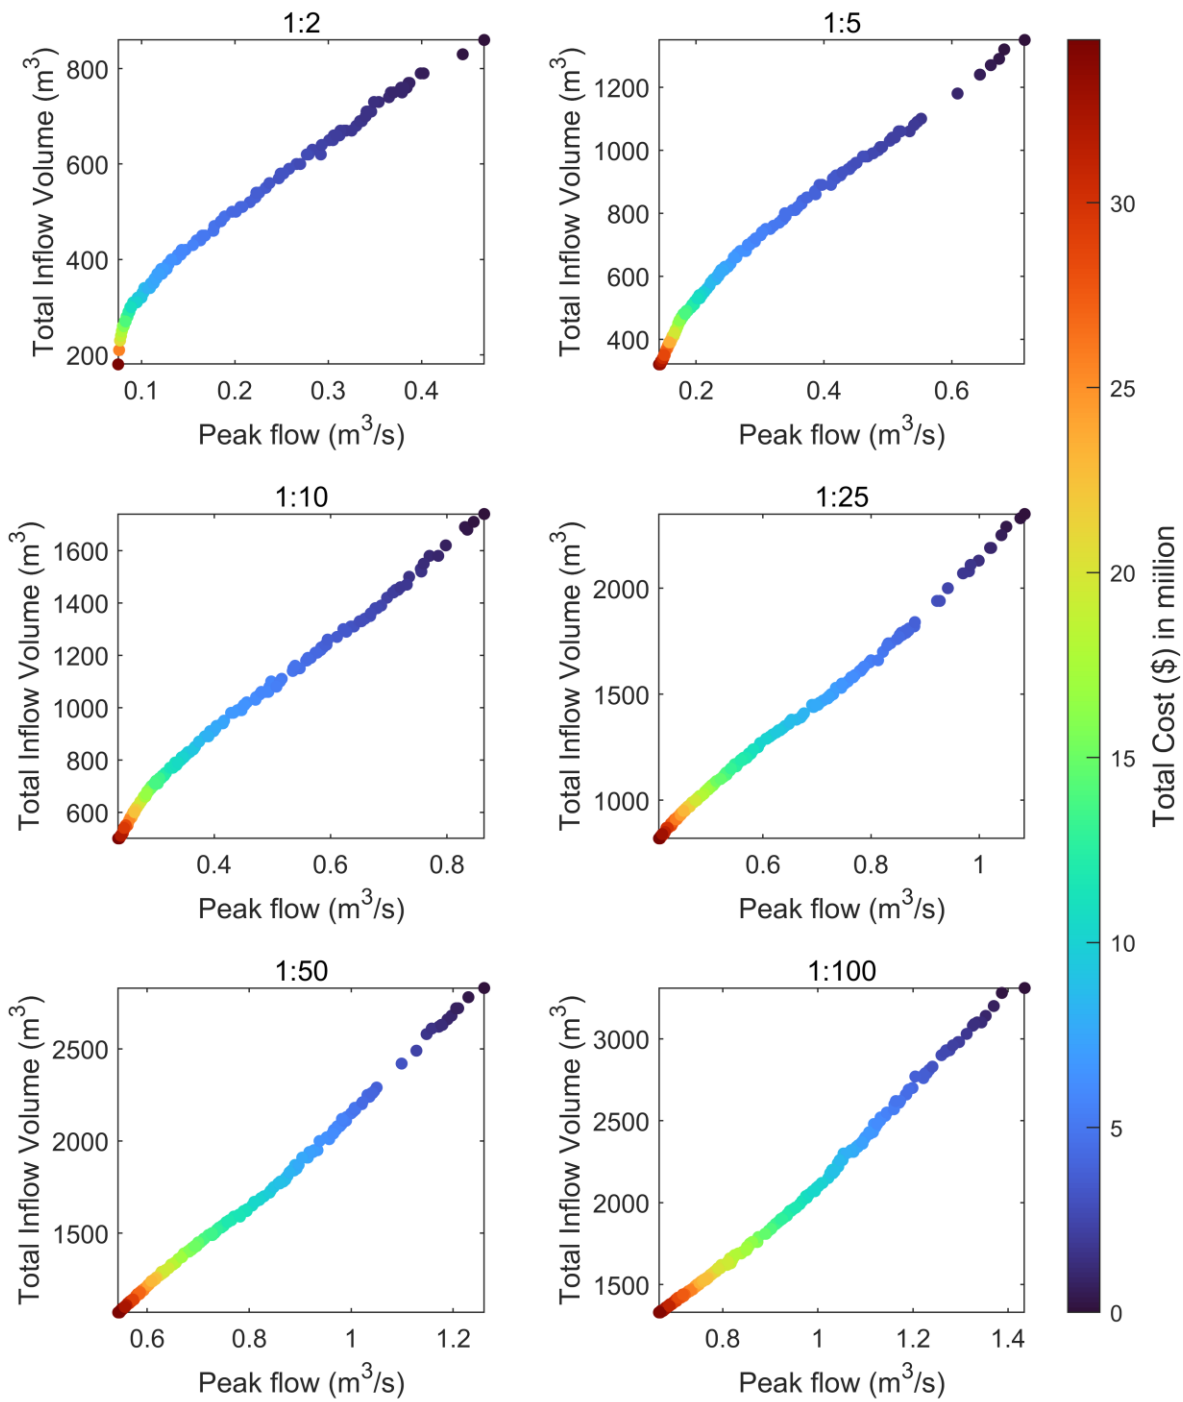 1:2
Total Inflow Volume (m³)
800
600
400
200
0.1 0.2 0.3 0.4
Peak flow (m³/s)
1:5
Total Inflow Volume (m³)
1200
1000
800
600
400
0.2 0.4 0.6
Peak flow (m³/s)
1:10
Total Inflow Volume (m³)
1600
1400
1200
1000
800
600
0.4 0.6 0.8
Peak flow (m³/s)
1:25
Total Inflow Volume (m³)
2000
1500
1000
0.6 0.8 1
Peak flow (m³/s)
1:50
Total Inflow Volume (m³)
2500
2000
1500
0.6 0.8 1 1.2
Peak flow (m³/s)
1:100
Total Inflow Volume (m³)
3000
2500
2000
1500
0.8 1 1.2 1.4
Peak flow (m³/s)
30
25
20
15
10
5
0
Total Cost ($) in miilion